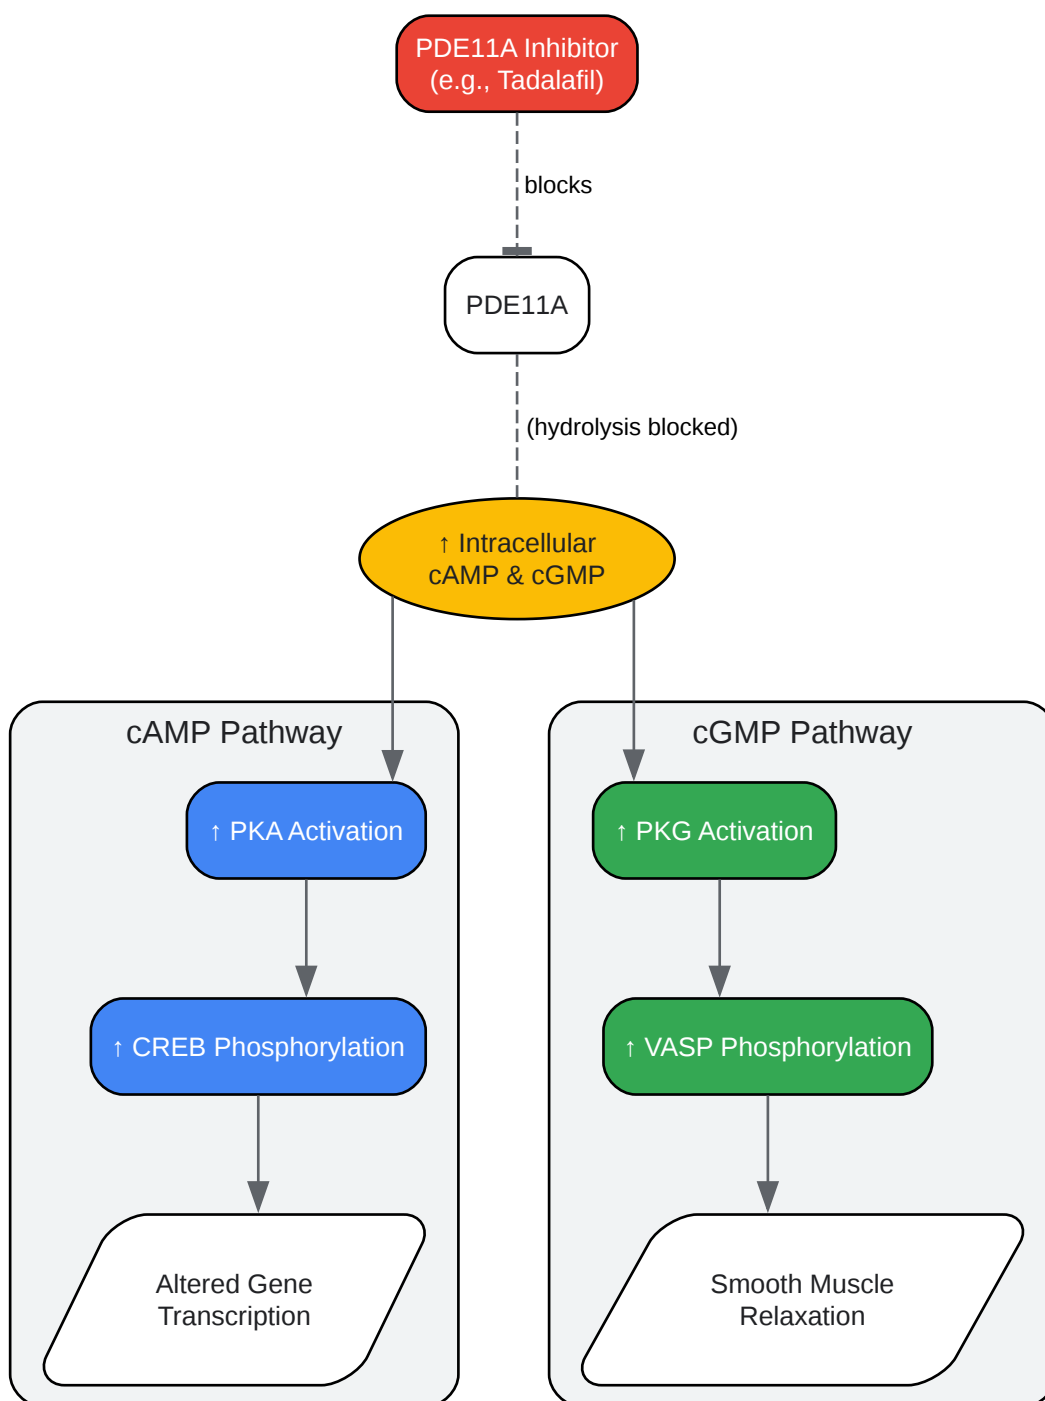 PDE11A Inhibitor
(e.g., Tadalafil)
blocks
PDE11A
(hydrolysis blocked)
↑ Intracellular
cAMP & cGMP
cAMP Pathway
↑ PKA Activation
↑ CREB Phosphorylation
Altered Gene
Transcription
cGMP Pathway
↑ PKG Activation
↑ VASP Phosphorylation
Smooth Muscle
Relaxation